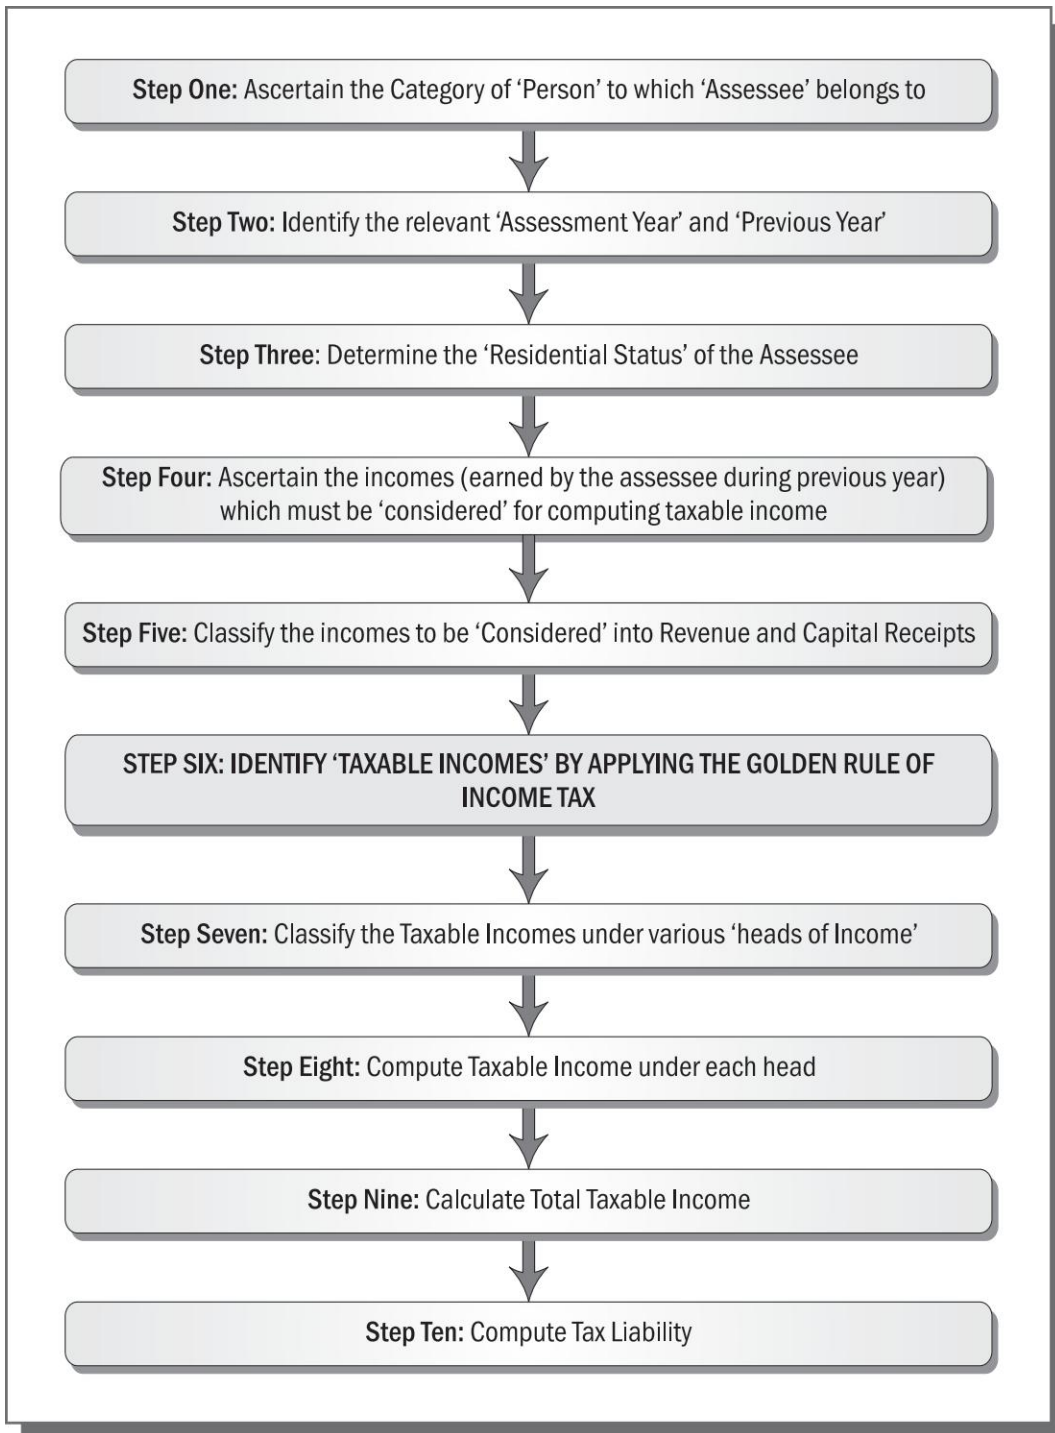 Step One: Ascertain the Category of ‘Person’ to which ‘Assessee’ belongs to
Step Two: Identify the relevant ‘Assessment Year’ and ‘Previous Year’
Step Three: Determine the ‘Residential Status’ of the Assessee
Step Four: Ascertain the incomes (earned by the assessee during previous year)
which must be ‘considered’ for computing taxable income
Step Five: Classify the incomes to be ‘Considered’ into Revenue and Capital Receipts
STEP SIX: IDENTIFY ‘TAXABLE INCOMES’ BY APPLYING THE GOLDEN RULE OF
INCOME TAX
Step Seven: Classify the Taxable Incomes under various ‘heads of Income’
Step Eight: Compute Taxable Income under each head
Step Nine: Calculate Total Taxable Income
Step Ten: Compute Tax Liability